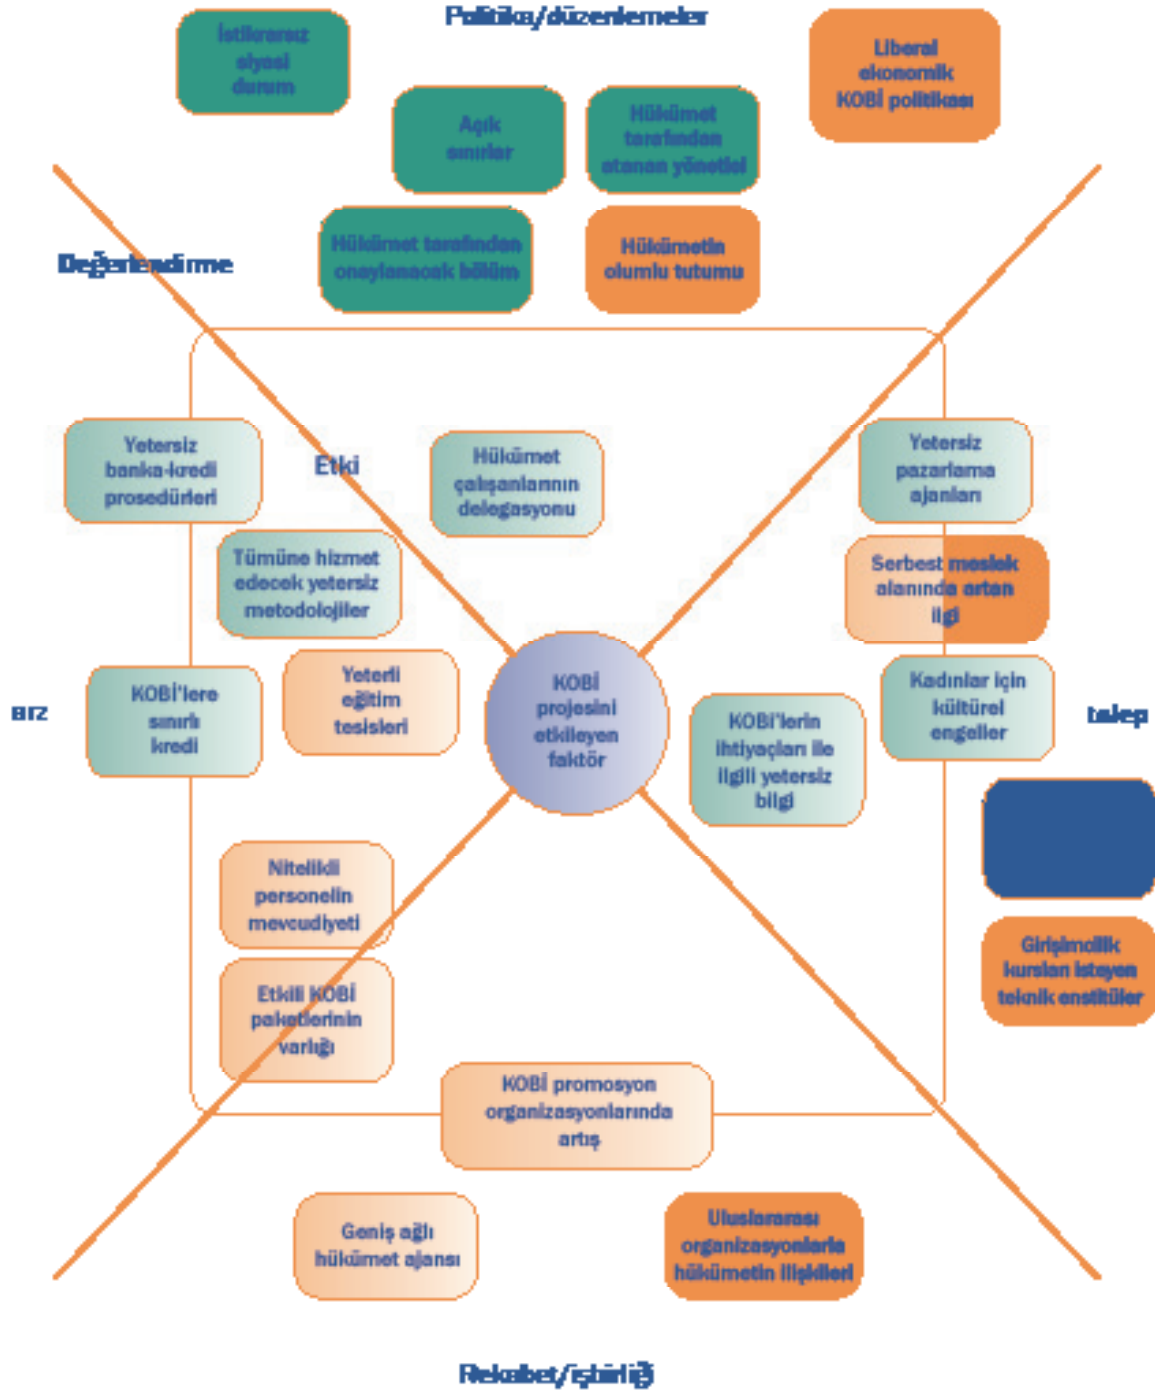 Politika/düzenlemeler
İstikrarsız
siyasi
durum
Liberal
ekonomik
KOBİ politikası
Açık
sınırlar
Hükümet
tarafından
atanan yönetici
Hükümet tarafından
onaylanacak bölüm
Hükümetin
olumlu tutumu
Değerlendirme
Yetersiz
banka-kredi
prosedürleri
Etki
Hükümet
çalışanlarının
delegasyonu
Yetersiz
pazarlama
ajanları
Tümüne hizmet
edecek yetersiz
metodolojiler
Serbest meslek
alanında artan
ilgi
Yeterli
eğitim
tesisleri
KOBİ'lere
sınırlı
kredi
KOBİ
projesini
etkileyen
faktör
KOBİ'lerin
ihtiyaçları ile
ilgili yetersiz
bilgi
Kadınlar için
kültürel
engeller
arz
talep
Nitelikli
personelin
mevcudiyeti
Etkili KOBİ
paketlerinin
varlığı
Girişimcilik
kursları isteyen
teknik enstitüler
KOBİ promosyon
organizasyonlarında
artış
Geniş ağlı
hükümet ajansı
Uluslararası
organizasyonlarla
hükümetin ilişkileri
Rekabet/işbirliği